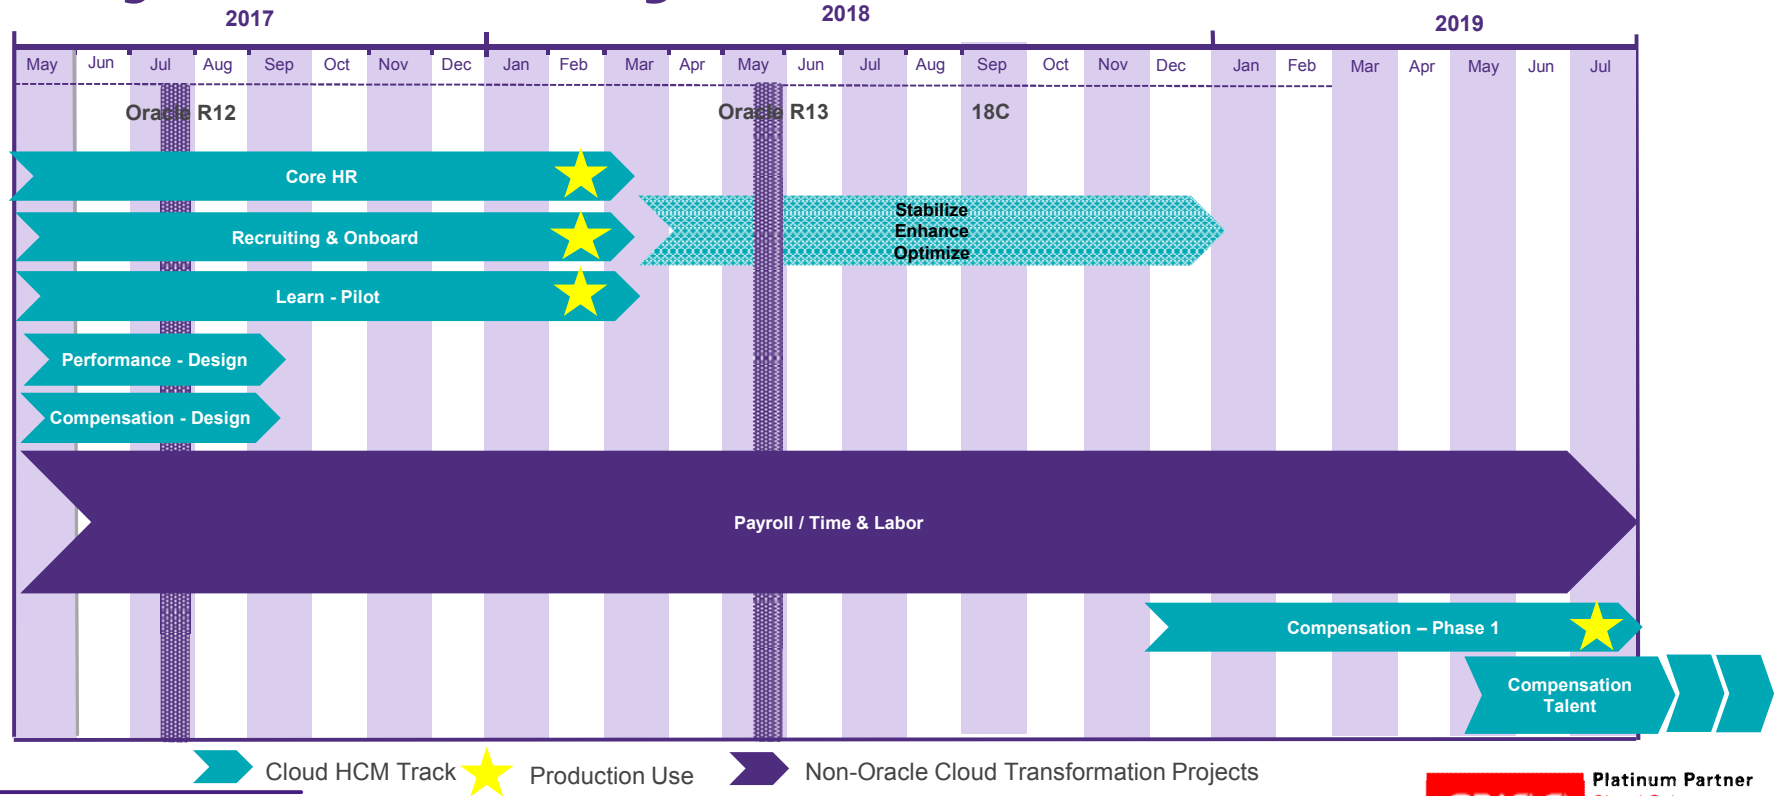 2017 2018 2019
May Jun Jul Aug Sep Oct Nov Dec Jan Feb Mar Apr May Jun Jul Aug Sep Oct Nov Dec Jan Feb Mar Apr May Jun Jul
Oracle R12 Oracle R13 18C
Core HR
Stabilize
Enhance
Optimize
Recruiting & Onboard
Learn - Pilot
Performance - Design
Compensation - Design
Payroll / Time & Labor
Compensation – Phase 1
Compensation
Talent
Cloud HCM Track Production Use Non-Oracle Cloud Transformation Projects
Platinum Partner